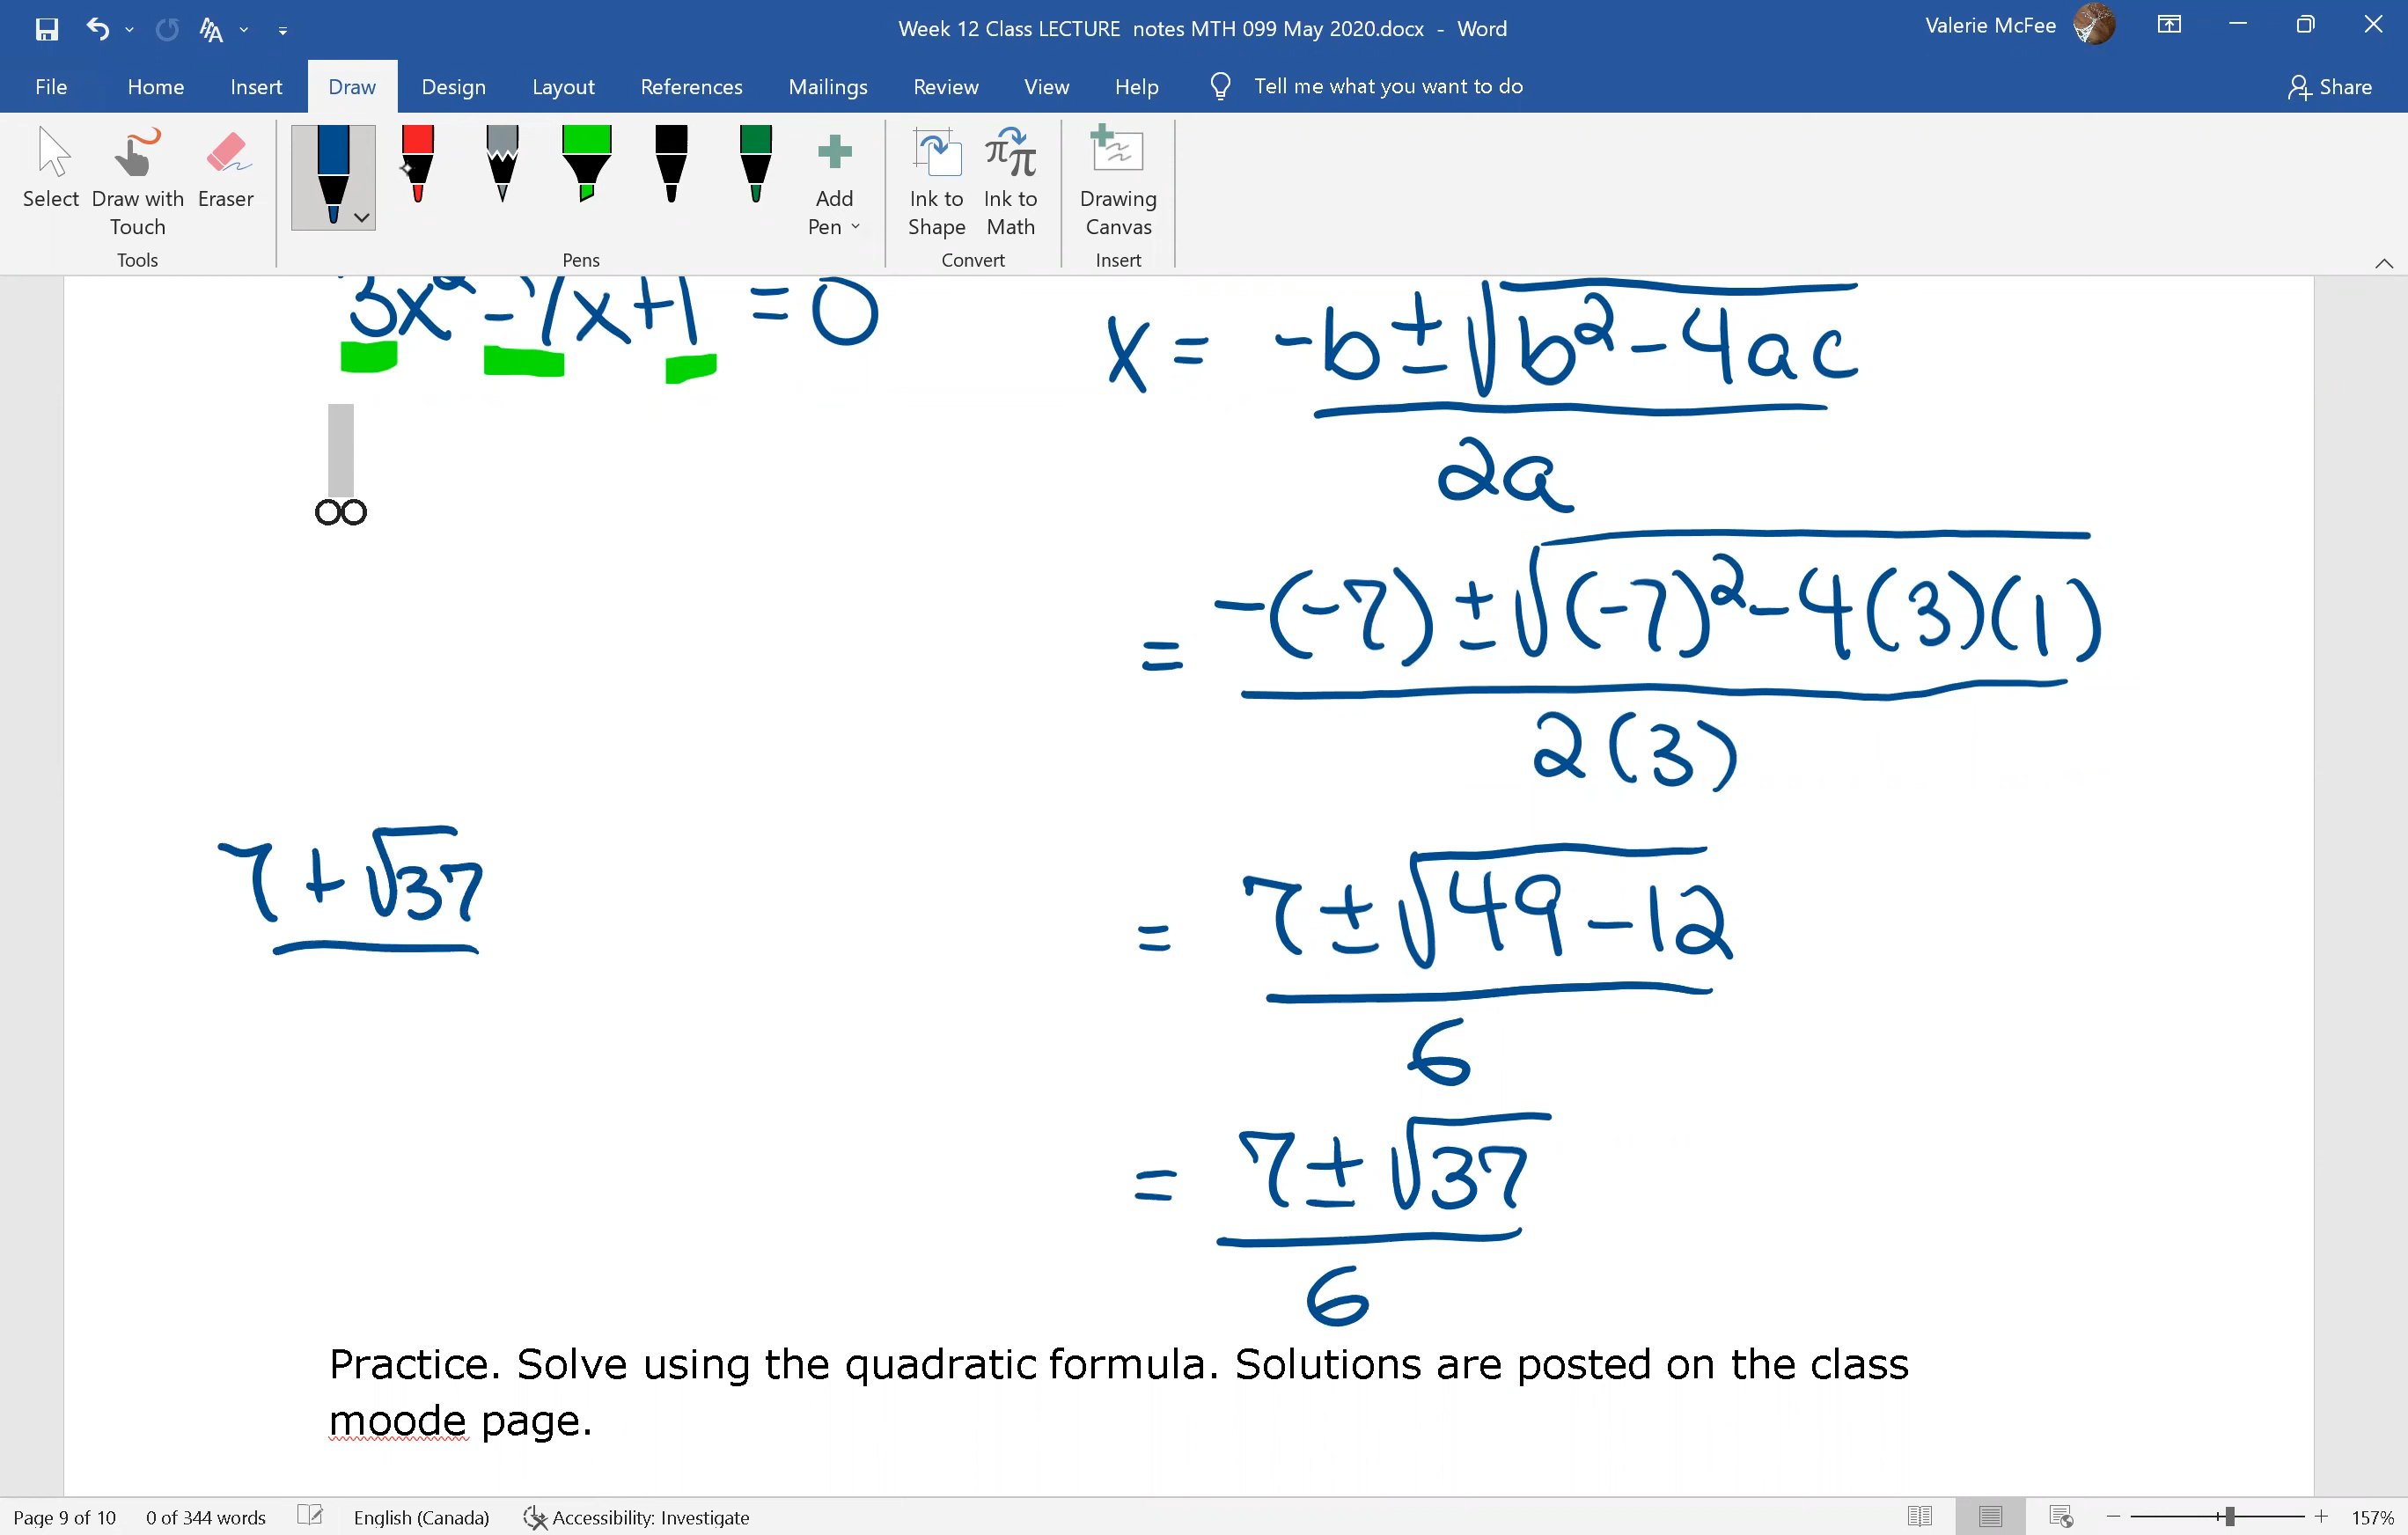 Week 12 Class LECTURE notes MTH 099 May 2020.docx - Word
Valerie McFee
File Home Insert Draw Design Layout References Mailings Review View Help Tell me what you want to do Share
Select Draw with Touch Eraser
Add Pen
Ink to Shape Ink to Math Drawing Canvas
Tools Pens Convert Insert
3x² - 7x + 1 = 0
x = -b ± √(b² - 4ac)
2a
= -(-7) ± √((-7)² - 4(3)(1))
2(3)
7 + √37
= 7 ± √(49 - 12)
6
= 7 ± √37
6
Practice. Solve using the quadratic formula. Solutions are posted on the class
moode page.
Page 9 of 10 0 of 344 words English (Canada) Accessibility: Investigate 157%